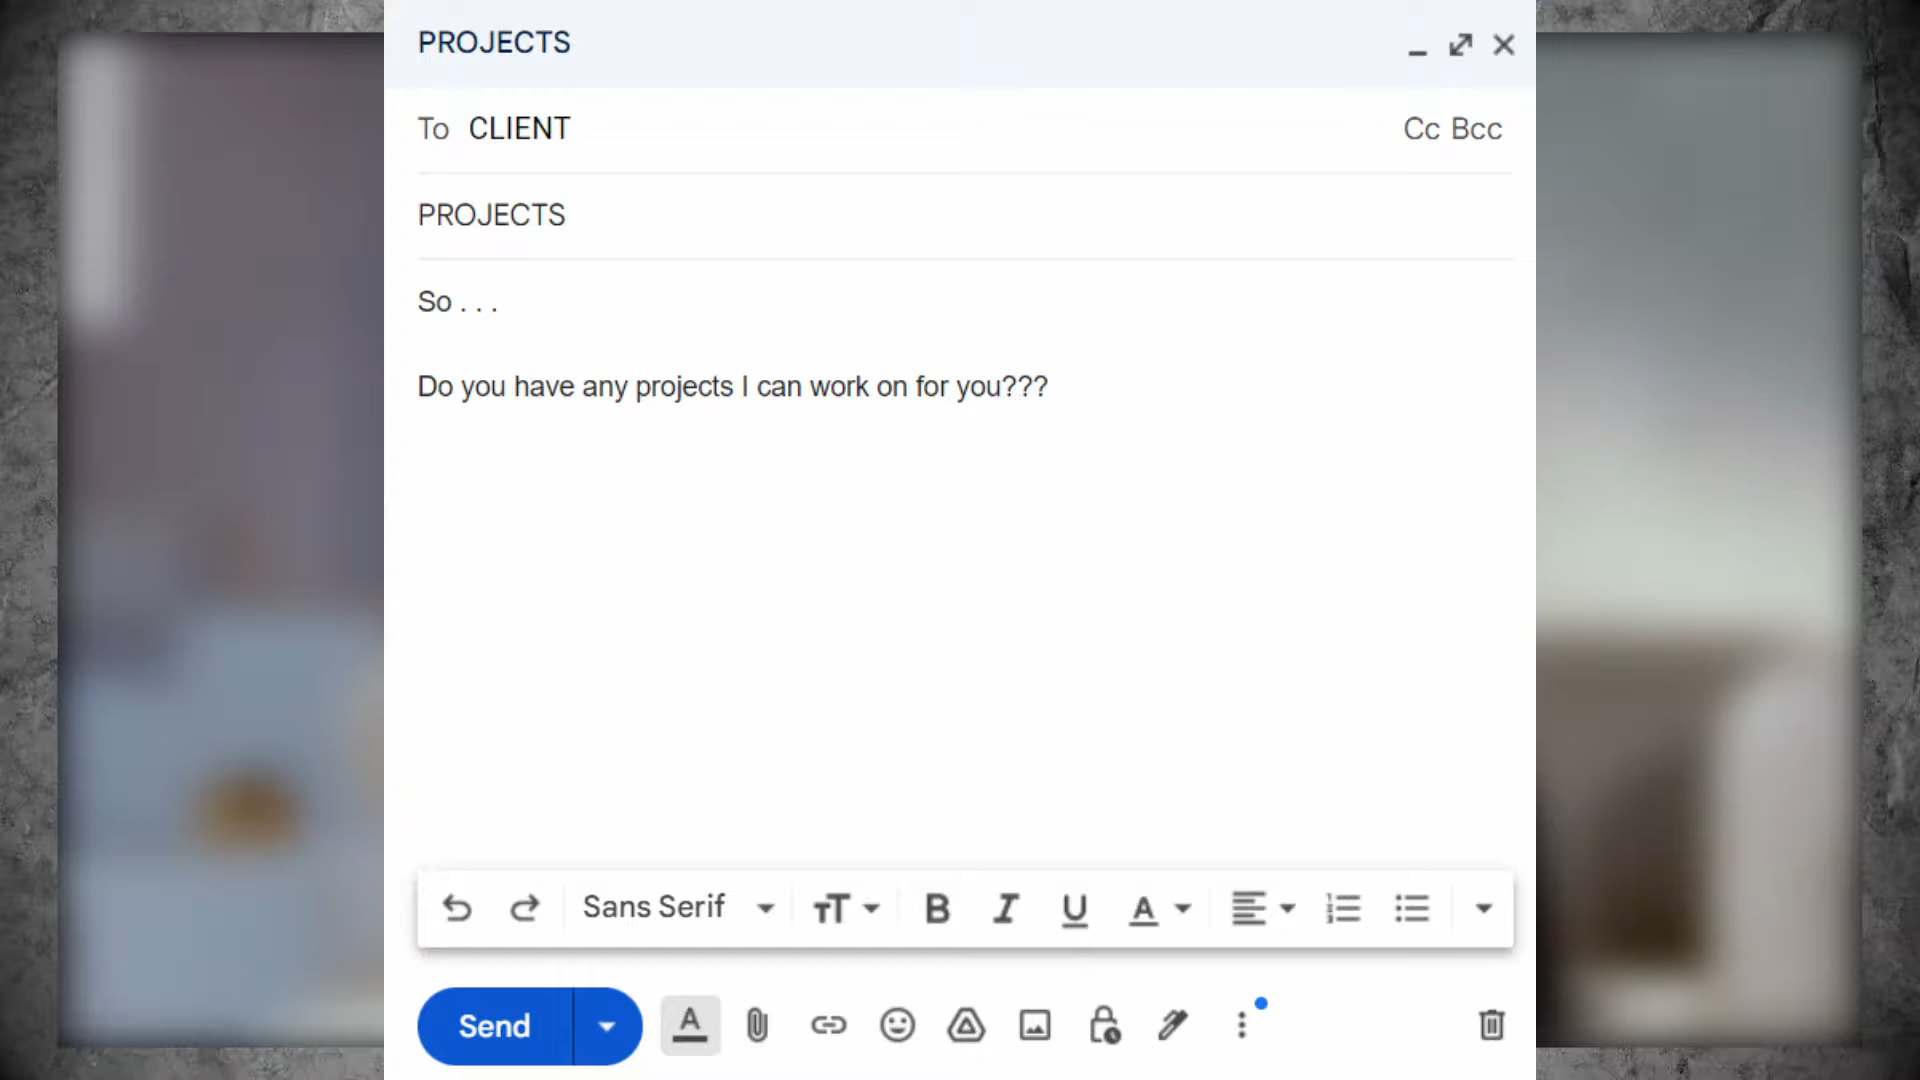 PROJECTS
To CLIENT Cc Bcc
PROJECTS
So . . .
Do you have any projects I can work on for you???
Sans Serif
Send